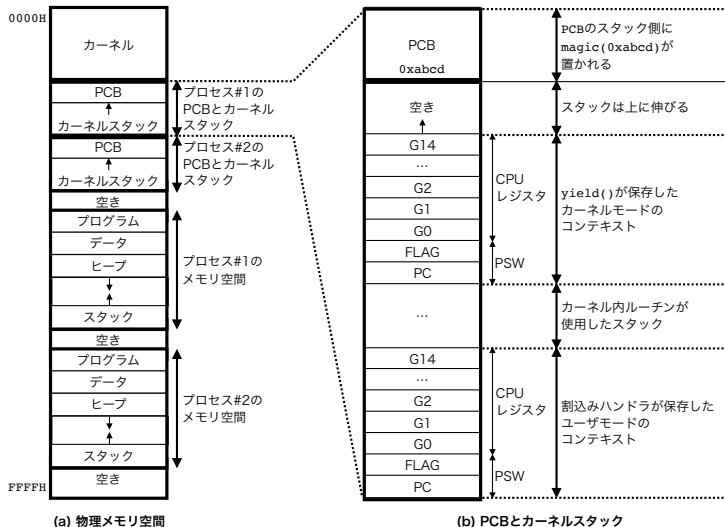 0000H
カーネル
PCB
カーネルスタック
PCB
カーネルスタック
空き
プログラム
データ
ヒープ
スタック
空き
プログラム
データ
ヒープ
スタック
空き
FFFFH
プロセス#1の
PCBとカーネル
スタック
プロセス#2の
PCBとカーネル
スタック
プロセス#1の
メモリ空間
プロセス#2の
メモリ空間
(a) 物理メモリ空間
PCB
0xabcd
空き
G14
…
G2
G1
G0
FLAG
PC
…
G14
…
G2
G1
G0
FLAG
PC
CPU
レジスタ
PSW
CPU
レジスタ
PSW
PCBのスタック側に
magic(0xabcd)が
置かれる
スタックは上に伸びる
yield()が保存した
カーネルモードの
コンテキスト
カーネル内ルーチンが
使用したスタック
割込みハンドラが保存した
ユーザモードの
コンテキスト
(b) PCBとカーネルスタック